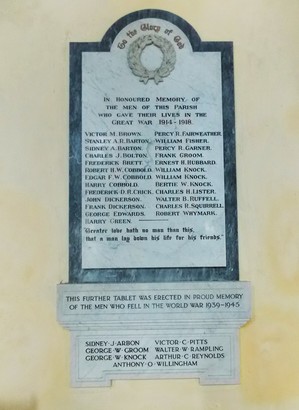 To the Glory of God
IN HONOURED MEMORY OF
THE MEN OF THIS PARISH
WHO GAVE THEIR LIVES IN THE
GREAT WAR 1914-1918.
VICTOR M. BROWN. PERCY B. FAIRWEATHER.
STANLEY A.B. BARTON. WILLIAM FISHER.
SIDNEY A. BARTON. PERCY B. GARNER.
CHARLES J. BOLTON. FRANK GROOM.
FREDERICK BRETT. ERNEST R. HUBBARD.
ROBERT H.W. COBBOLD. WILLIAM KNOCK.
EDGAR F.W. COBBOLD. WILLIAM KNOCK.
HARRY COBBOLD. BERTIE W. KNOCK.
FREDERICK D.R. CRICK. CHARLES H. LISTER.
JOHN DICKERSON. WALTER B. RUFFELL.
FRANK DICKERSON. CHARLES R. SQUIRRELL.
GEORGE EDWARDS. ROBERT WHYMARK.
HARRY GREEN
"Greater love hath no man than this,
that a man lay down his life for his friends."
THIS FURTHER TABLET WAS ERECTED IN PROUD MEMORY
OF THE MEN WHO FELL IN THE WORLD WAR 1939-1945
SIDNEY·J·ARBON VICTOR·C·PITTS
GEORGE·W·GROOM WALTER·W·RAMPLING
GEORGE·W·KNOCK ARTHUR·C·REYNOLDS
ANTHONY·O·WILLINGHAM